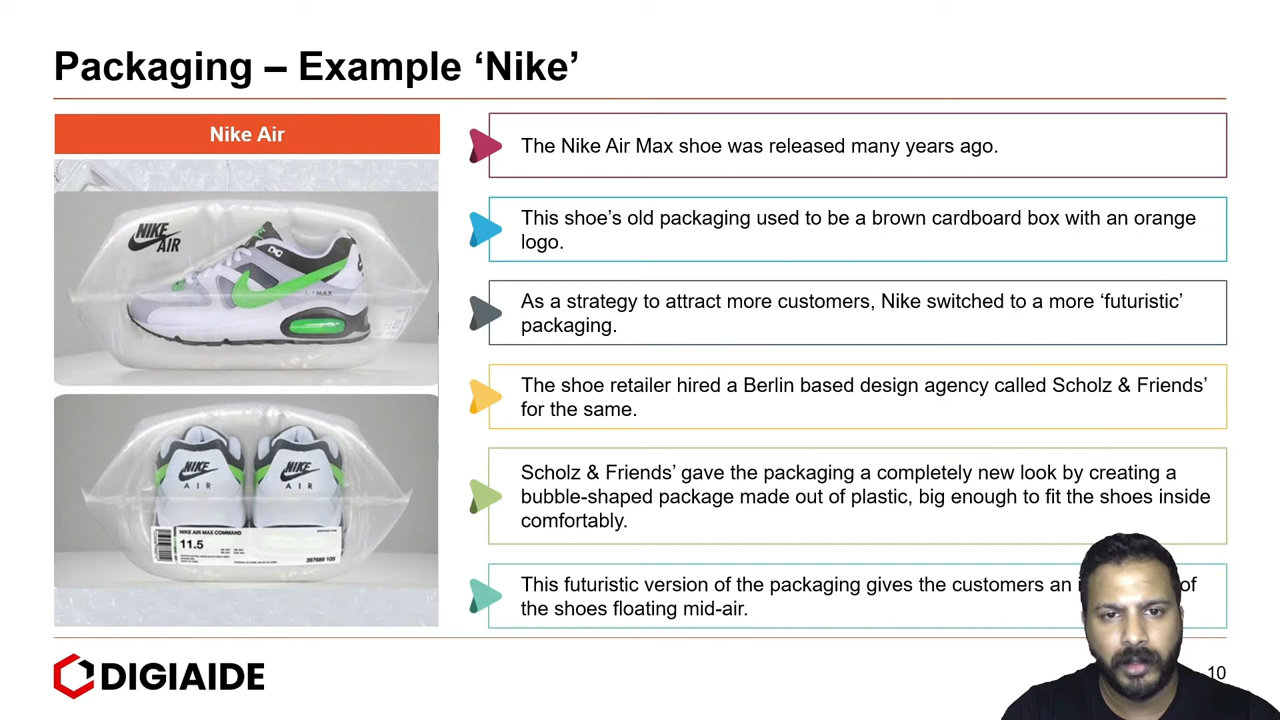 Packaging – Example ‘Nike’
Nike Air
NIKE
AIR
MAX
NIKE
AIR
NIKE
AIR
NIKE AIR MAX COMMAND
11.5
397689 105
The Nike Air Max shoe was released many years ago.
This shoe’s old packaging used to be a brown cardboard box with an orange
logo.
As a strategy to attract more customers, Nike switched to a more ‘futuristic’
packaging.
The shoe retailer hired a Berlin based design agency called Scholz & Friends’
for the same.
Scholz & Friends’ gave the packaging a completely new look by creating a
bubble-shaped package made out of plastic, big enough to fit the shoes inside
comfortably.
This futuristic version of the packaging gives the customers an of
the shoes floating mid-air.
DIGIAIDE
10